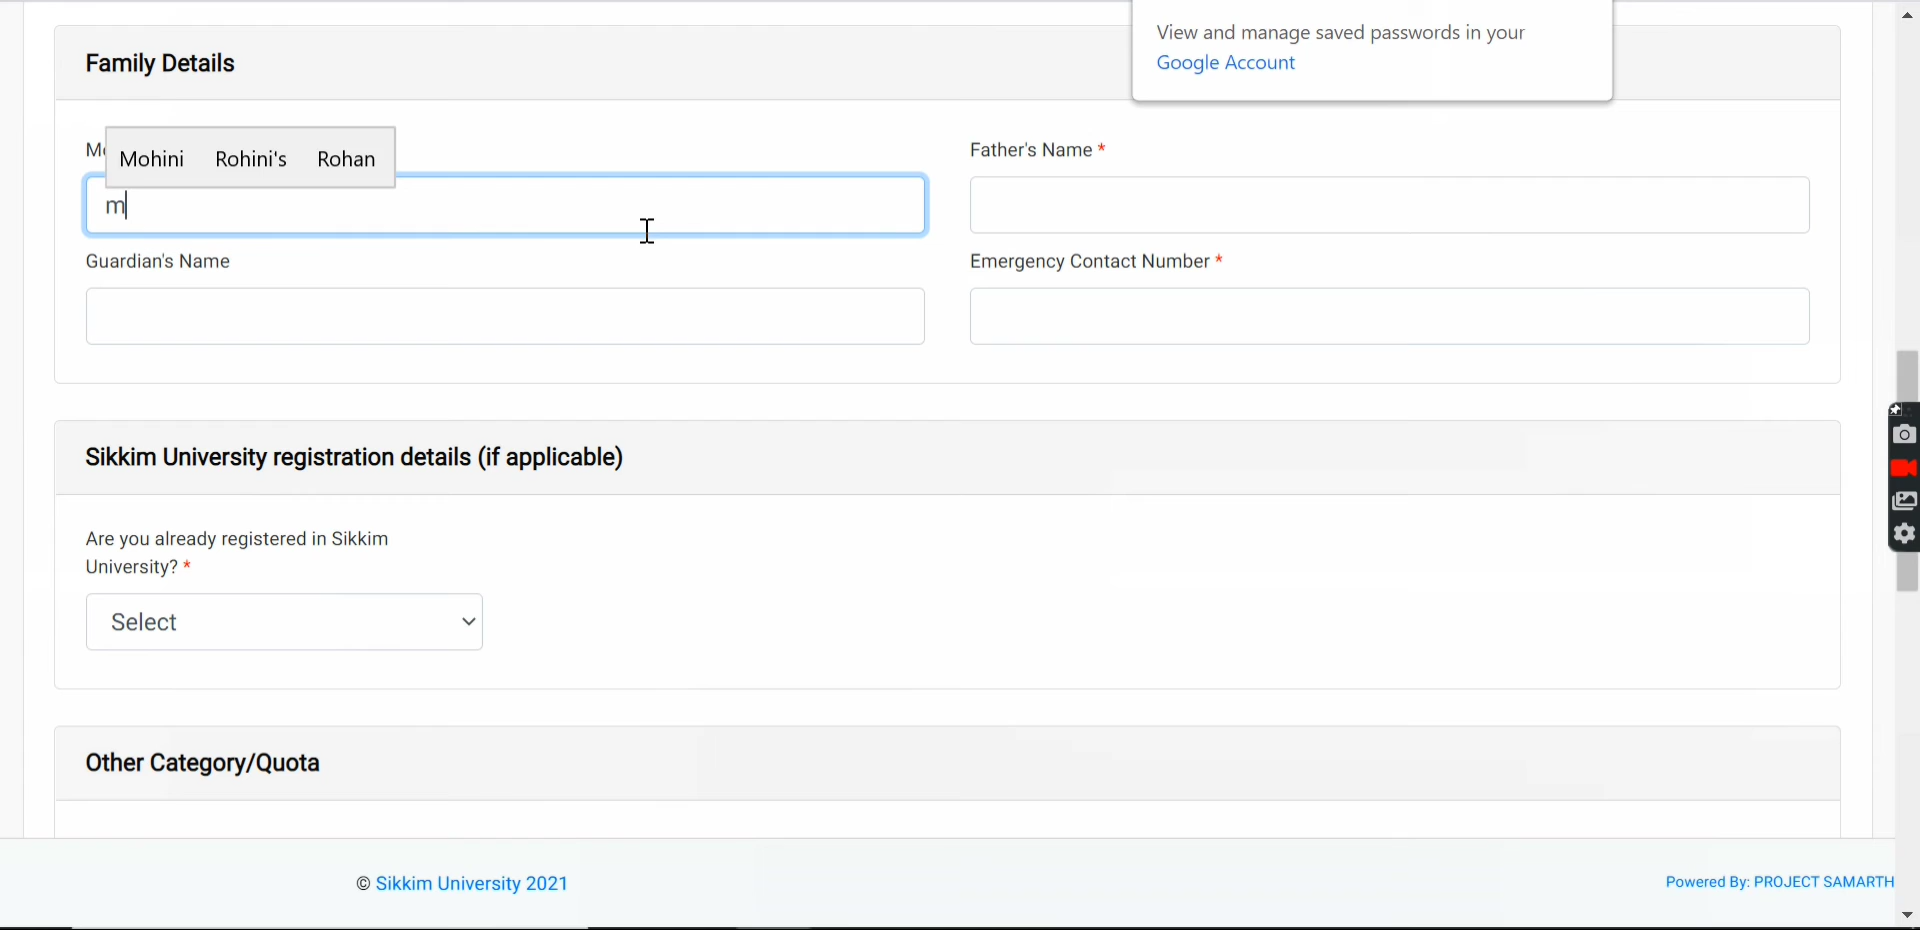 View and manage saved passwords in your
Google Account
Family Details
Mohini Rohini's Rohan
Father's Name *
m
Guardian's Name
Emergency Contact Number *
Sikkim University registration details (if applicable)
Are you already registered in Sikkim
University? *
Select
Other Category/Quota
© Sikkim University 2021
Powered By: PROJECT SAMARTH